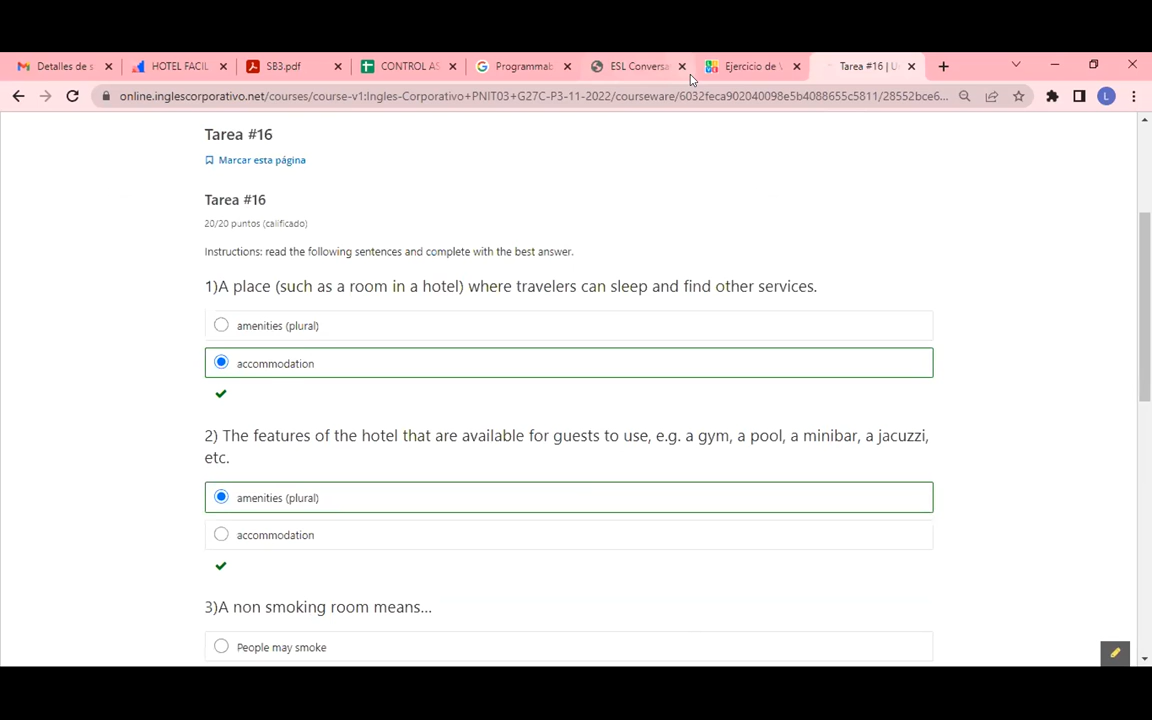 Detalles de s
HOTEL FACIL
SB3.pdf
CONTROL AS
Programmab
ESL Conversa
Ejercicio de V
Tarea #16 | U
online.inglescorporativo.net/courses/course-v1:Ingles-Corporativo+PNIT03+G27C-P3-11-2022/courseware/6032feca902040098e5b4088655c5811/28552bce6...
L
Tarea #16
Marcar esta página
Tarea #16
20/20 puntos (calificado)
Instructions: read the following sentences and complete with the best answer.
1)A place (such as a room in a hotel) where travelers can sleep and find other services.
amenities (plural)
accommodation
2) The features of the hotel that are available for guests to use, e.g. a gym, a pool, a minibar, a jacuzzi,
etc.
amenities (plural)
accommodation
3)A non smoking room means...
People may smoke